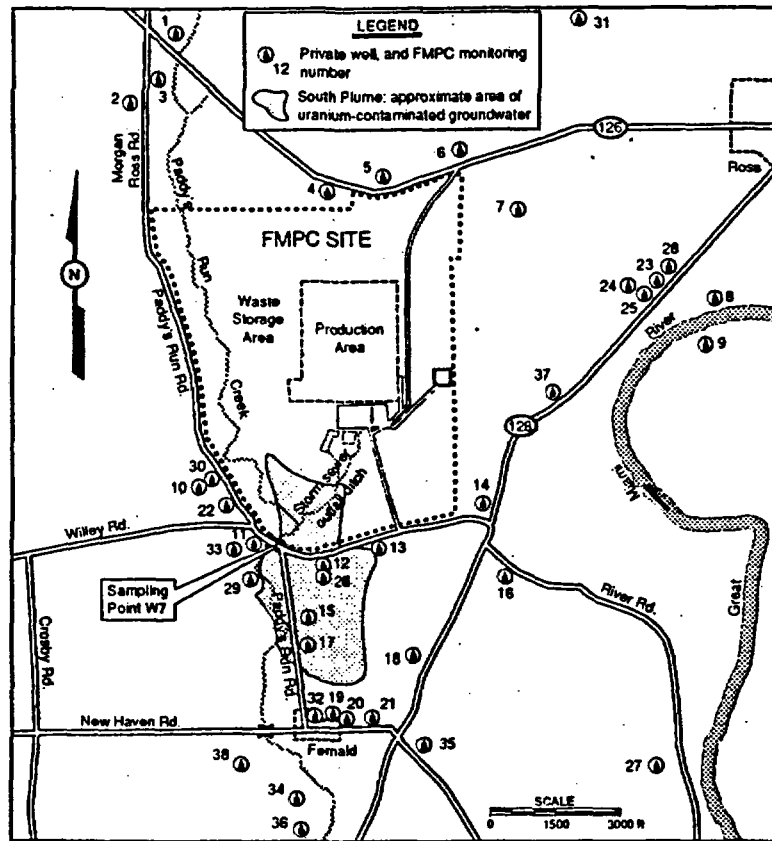 LEGEND
12
Private well, and FMPC monitoring
number
South Plume: approximate area of
uranium-contaminated groundwater
1
31
2
3
Morgan
Ross Rd.
Paddy's
Run
Creek
4
5
6
126
Ross
7
FMPC SITE
N
Waste
Storage
Area
Production
Area
Paddy's Run Rd.
28
23
24
25
8
9
River
Miami
Great
37
128
Storm Sewer
outfall ditch
30
10
22
14
Willey Rd.
11
33
13
12
26
29
16
Sampling
Point W7
River Rd.
15
17
18
Paddy's Run Rd.
Crosby Rd.
32
19
20
21
New Haven Rd.
Fernald
35
38
27
34
36
SCALE
0
1500
3000 ft